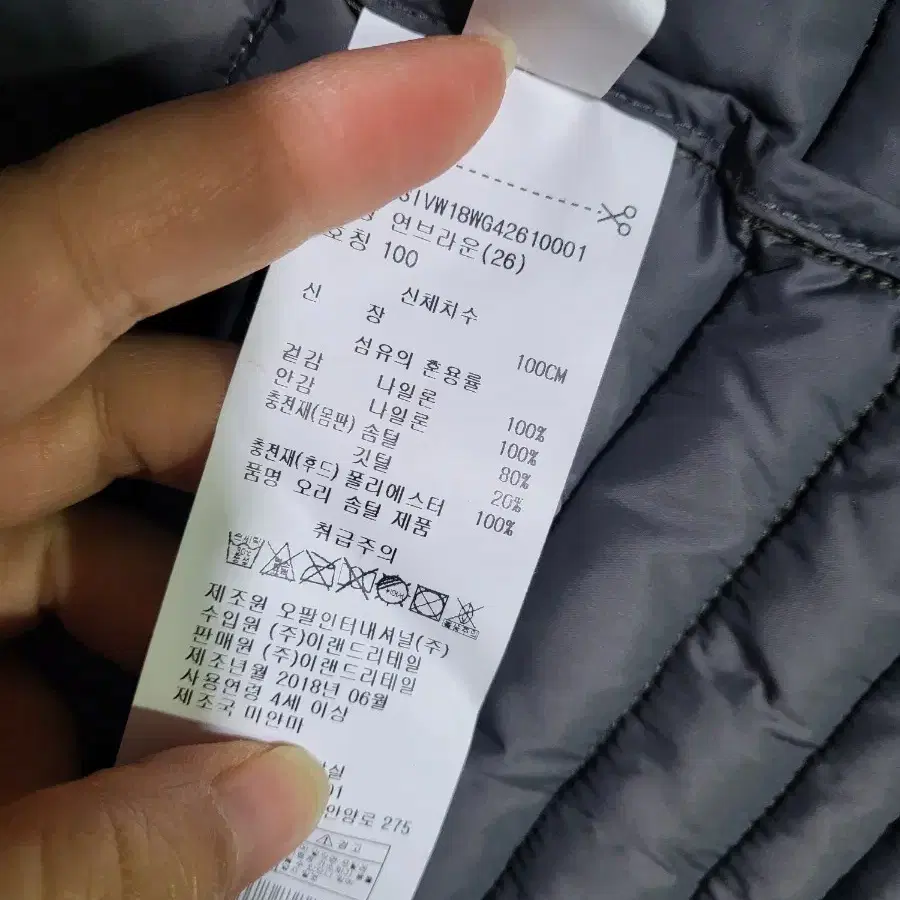 STVW18WG42610001
연브라운(26)
호칭 100
신체치수
신 장 100CM
섬유의 혼용률
겉감 나일론 100%
안감 나일론 100%
충전재(몸판) 솜털 80%
깃털 20%
충전재(후드) 폴리에스터 100%
품명 오리 솜털 제품
취급주의
제조원 오팔인터내셔널(주)
수입원 (주)이랜드리테일
판매원 (주)이랜드리테일
제조년월 2018년 06월
사용연령 4세 이상
제조국 미얀마
275
경고